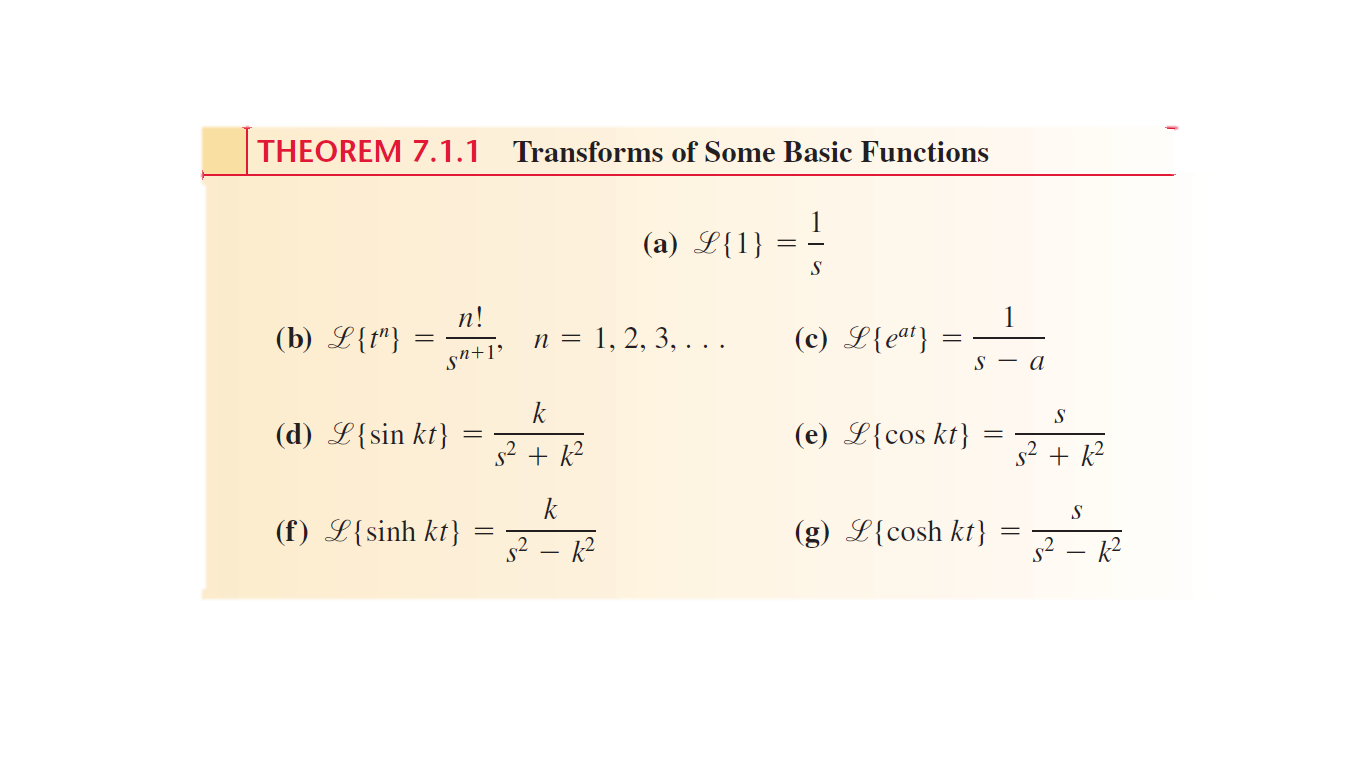 THEOREM 7.1.1 Transforms of Some Basic Functions
(a) ℒ{1} = 1/s
(b) ℒ{tⁿ} = n!/sⁿ⁺¹, n = 1, 2, 3, . . . (c) ℒ{eᵃᵗ} = 1/(s − a)
(d) ℒ{sin kt} = k/(s² + k²) (e) ℒ{cos kt} = s/(s² + k²)
(f) ℒ{sinh kt} = k/(s² − k²) (g) ℒ{cosh kt} = s/(s² − k²)